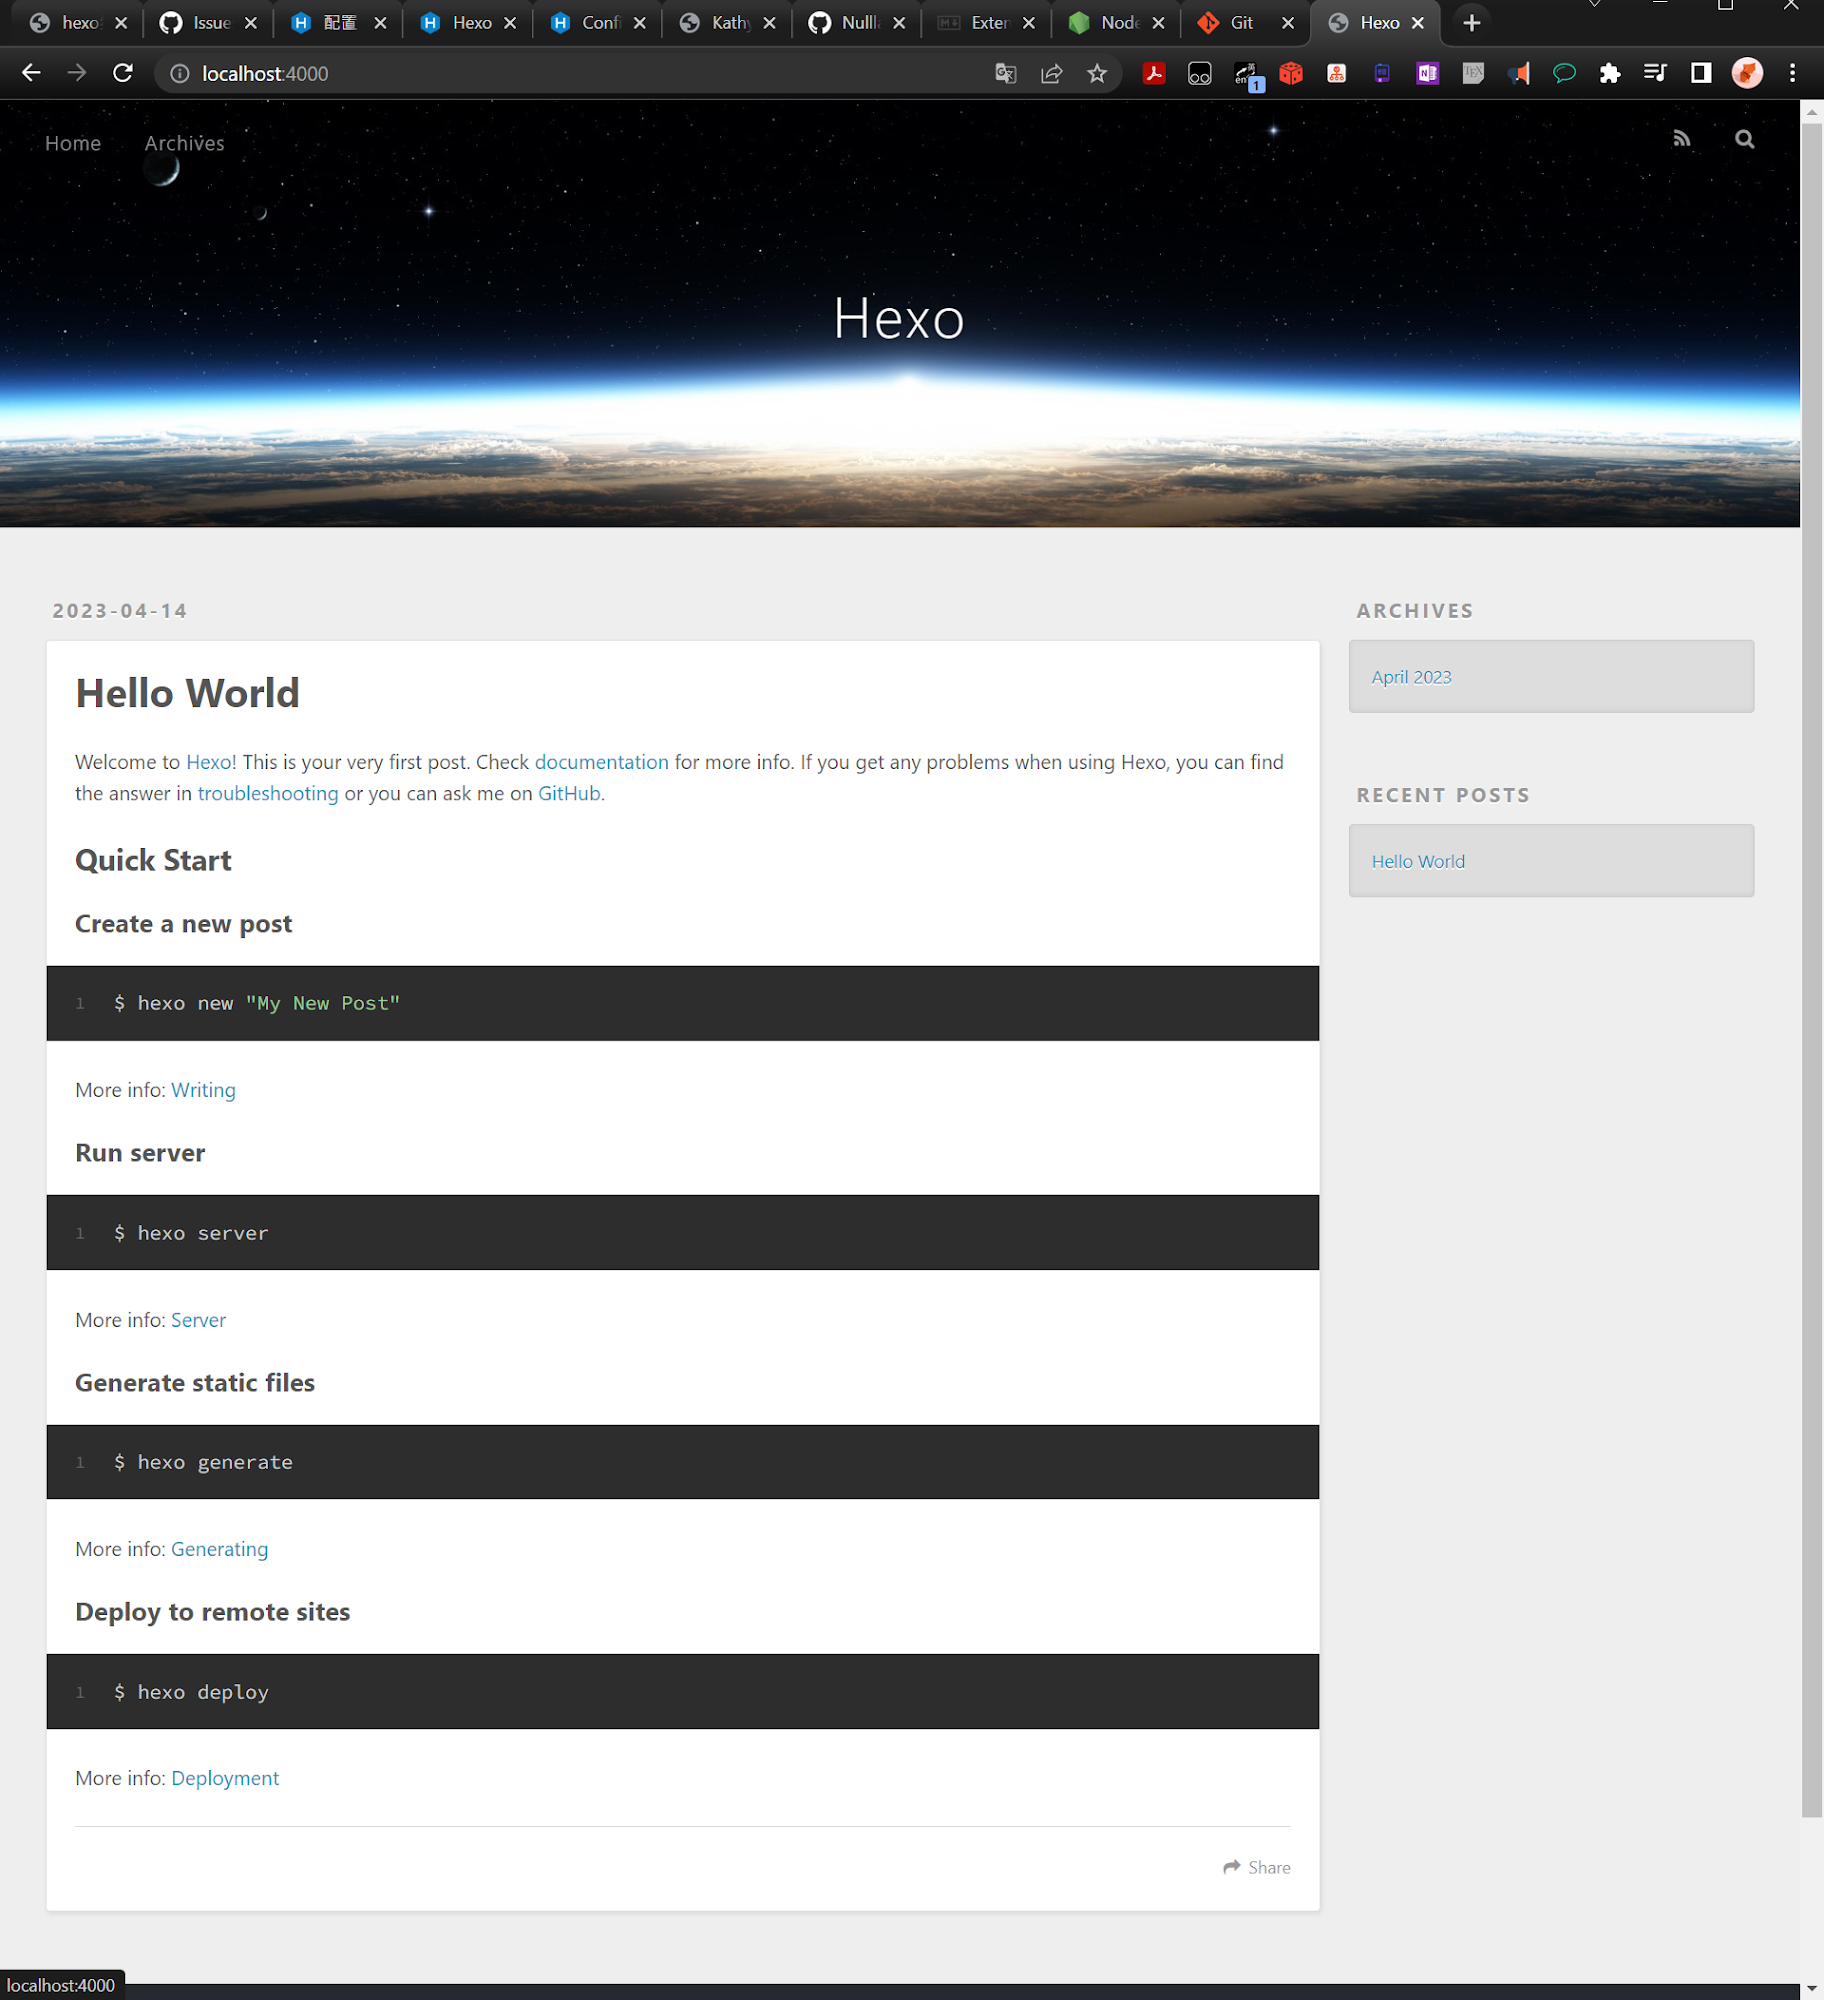 hexo
Issue
配置
Hexo
Conf
Kathy
Nulll
Exten
Node
Git
Hexo
localhost:4000
1
Home
Archives
Hexo
2023-04-14
Hello World
Welcome to Hexo! This is your very first post. Check documentation for more info. If you get any problems when using Hexo, you can find
the answer in troubleshooting or you can ask me on GitHub.
Quick Start
Create a new post
1 $ hexo new "My New Post"
More info: Writing
Run server
1 $ hexo server
More info: Server
Generate static files
1 $ hexo generate
More info: Generating
Deploy to remote sites
1 $ hexo deploy
More info: Deployment
Share
ARCHIVES
April 2023
RECENT POSTS
Hello World
localhost:4000